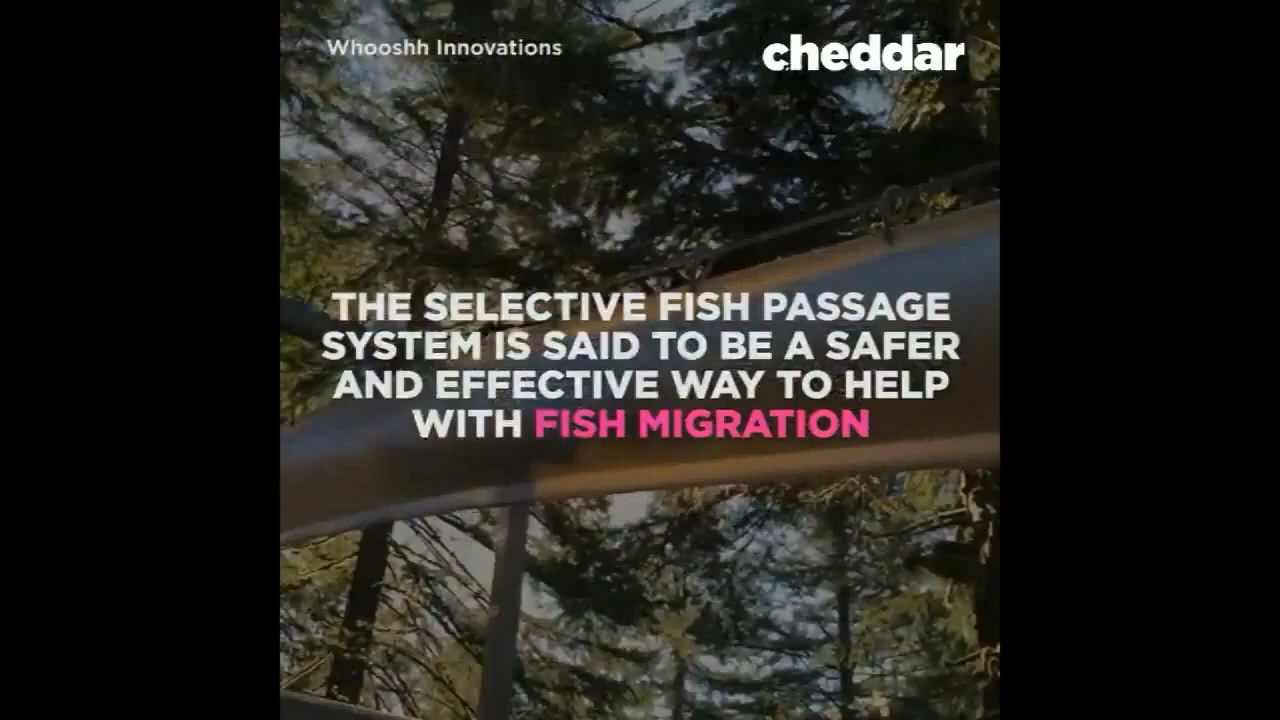 Whooshh Innovations
cheddar
THE SELECTIVE FISH PASSAGE
SYSTEM IS SAID TO BE A SAFER
AND EFFECTIVE WAY TO HELP
WITH FISH MIGRATION